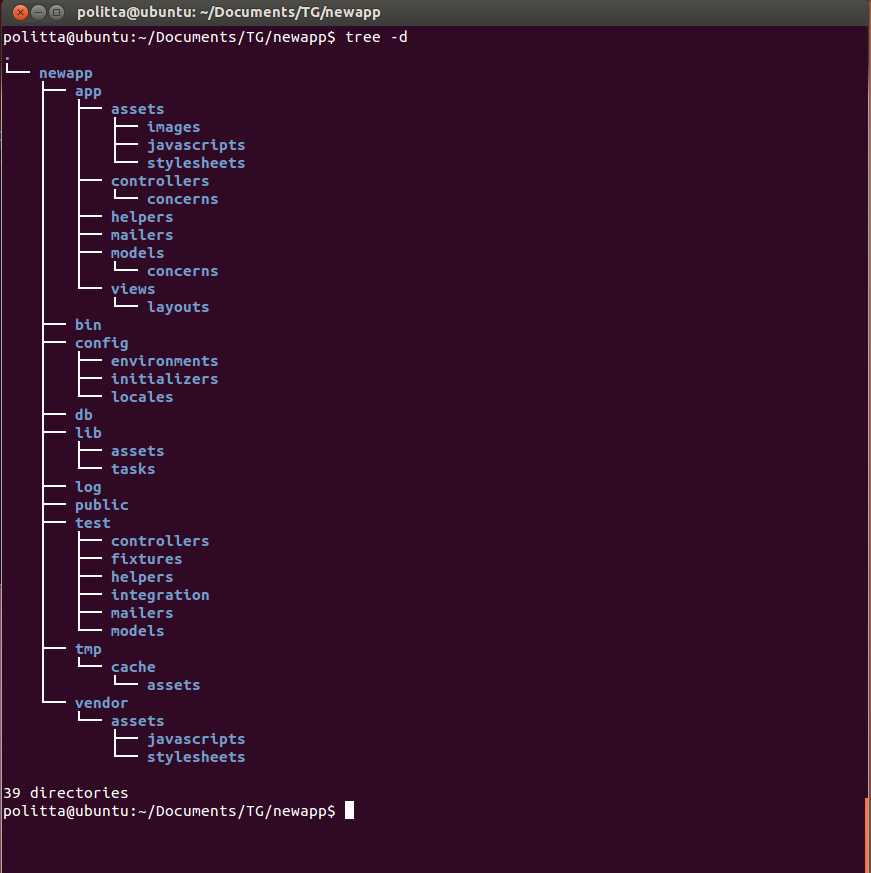 politta@ubuntu: ~/Documents/TG/newapp
politta@ubuntu:~/Documents/TG/newapp$ tree -d
.
└── newapp
    ├── app
    │   ├── assets
    │   │   ├── images
    │   │   ├── javascripts
    │   │   └── stylesheets
    │   ├── controllers
    │   │   └── concerns
    │   ├── helpers
    │   ├── mailers
    │   ├── models
    │   │   └── concerns
    │   └── views
    │       └── layouts
    ├── bin
    ├── config
    │   ├── environments
    │   ├── initializers
    │   └── locales
    ├── db
    ├── lib
    │   ├── assets
    │   └── tasks
    ├── log
    ├── public
    ├── test
    │   ├── controllers
    │   ├── fixtures
    │   ├── helpers
    │   ├── integration
    │   ├── mailers
    │   └── models
    ├── tmp
    │   └── cache
    │       └── assets
    └── vendor
        └── assets
            ├── javascripts
            └── stylesheets
39 directories
politta@ubuntu:~/Documents/TG/newapp$